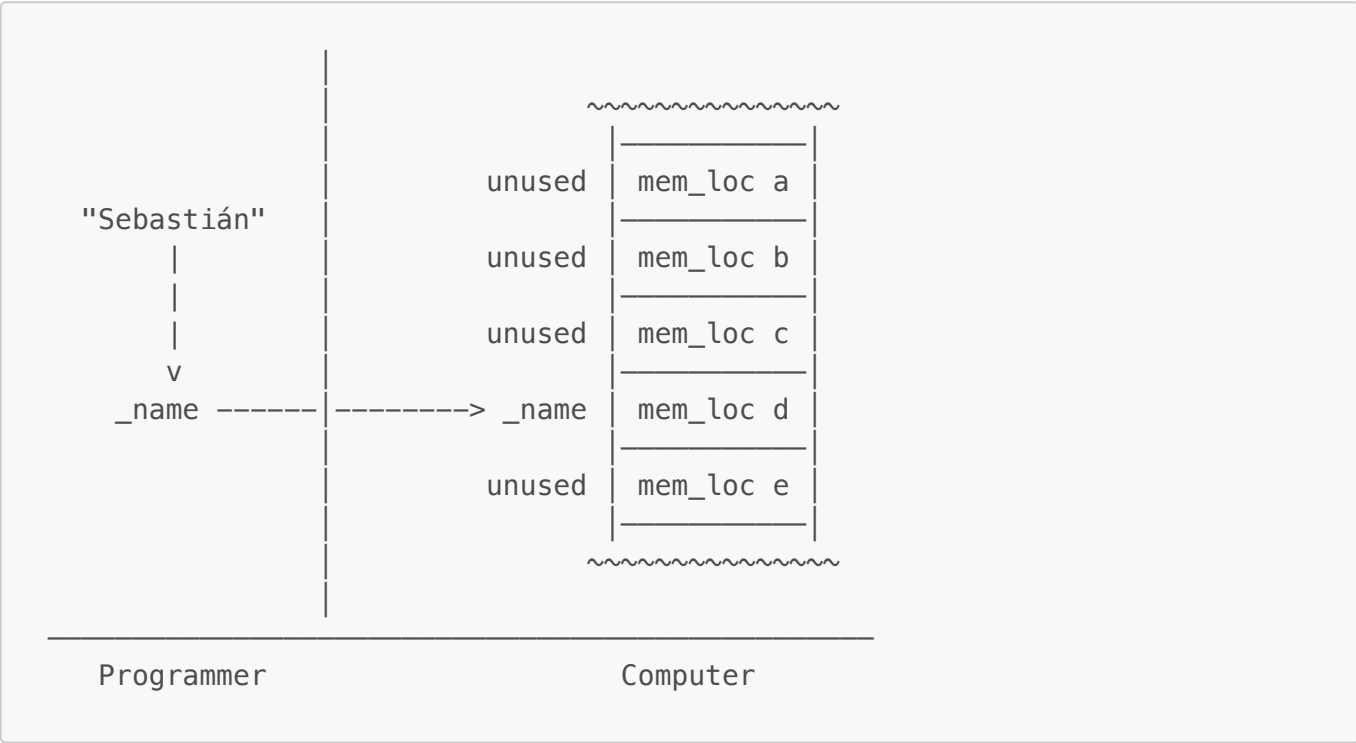 unused mem_loc a
"Sebastián"
unused mem_loc b
unused mem_loc c
v
_name ------|--------> _name mem_loc d
unused mem_loc e
Programmer Computer